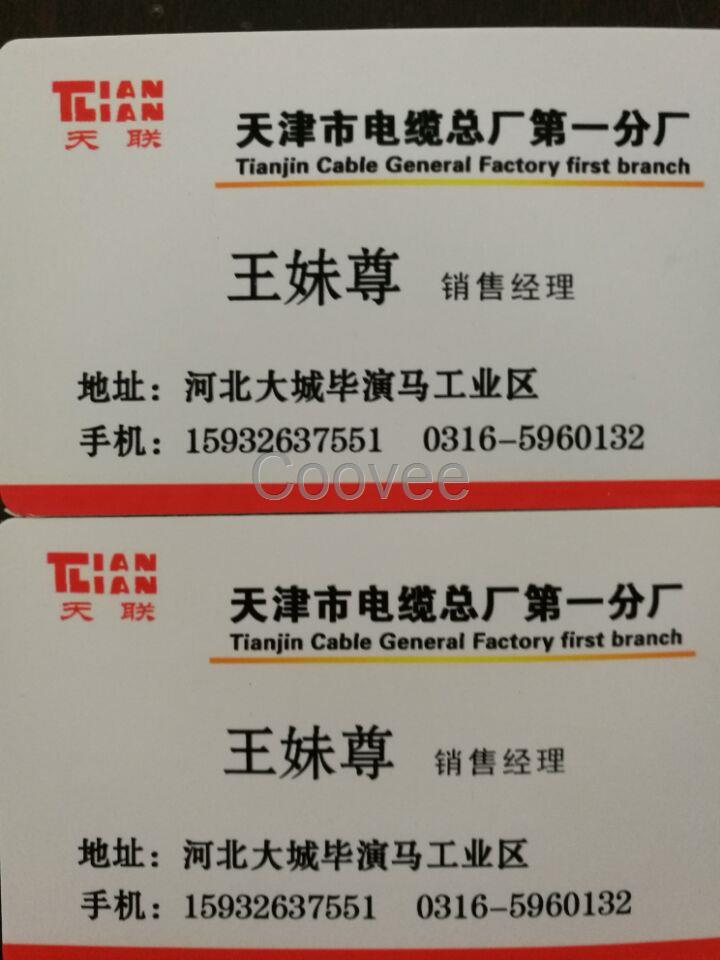 TLIAN
LIAN
天联
天津市电缆总厂第一分厂
Tianjin Cable General Factory first branch
王妹尊 销售经理
地址：河北大城毕演马工业区
手机：15932637551 0316-5960132
Coovee
TLIAN
LIAN
天联
天津市电缆总厂第一分厂
Tianjin Cable General Factory first branch
王妹尊 销售经理
地址：河北大城毕演马工业区
手机：15932637551 0316-5960132